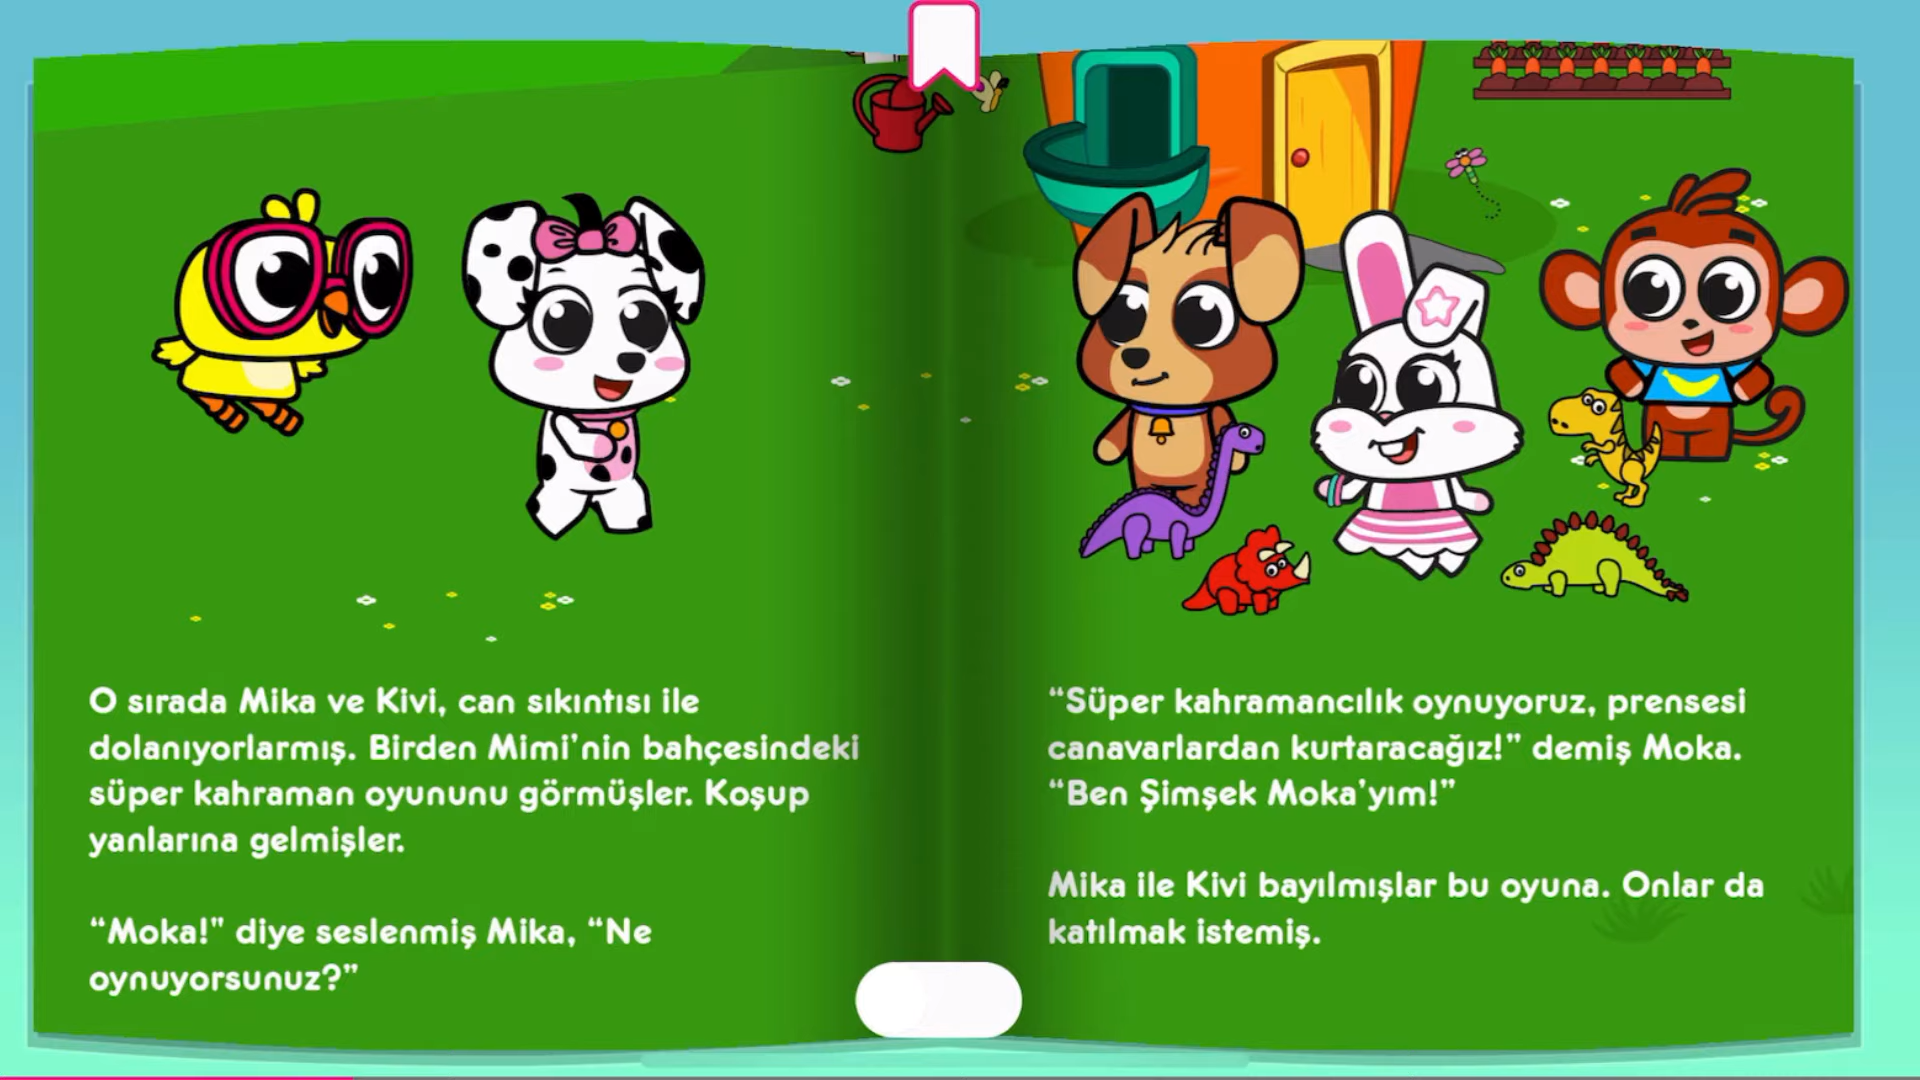 O sırada Mika ve Kivi, can sıkıntısı ile
dolanıyorlarmış. Birden Mimi'nin bahçesindeki
süper kahraman oyununu görmüşler. Koşup
yanlarına gelmişler.
“Moka!" diye seslenmiş Mika, “Ne
oynuyorsunuz?”
“Süper kahramancılık oynuyoruz, prensesi
canavarlardan kurtaracağız!” demiş Moka.
“Ben Şimşek Moka'yım!”
Mika ile Kivi bayılmışlar bu oyuna. Onlar da
katılmak istemiş.